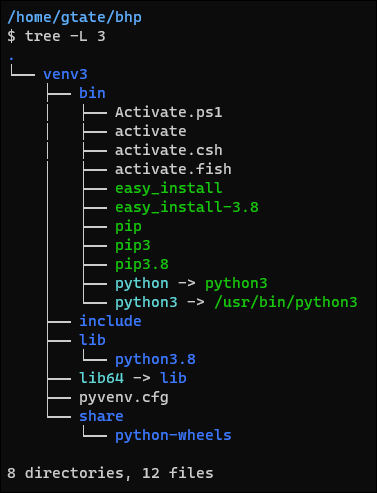 /home/gtate/bhp
$ tree -L 3
.
└── venv3
    ├── bin
    │   ├── Activate.ps1
    │   ├── activate
    │   ├── activate.csh
    │   ├── activate.fish
    │   ├── easy_install
    │   ├── easy_install-3.8
    │   ├── pip
    │   ├── pip3
    │   ├── pip3.8
    │   ├── python -> python3
    │   └── python3 -> /usr/bin/python3
    ├── include
    ├── lib
    │   └── python3.8
    ├── lib64 -> lib
    ├── pyvenv.cfg
    └── share
        └── python-wheels

8 directories, 12 files